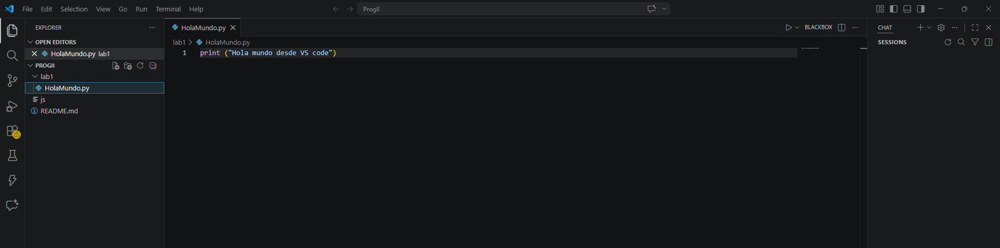 File Edit Selection View Go Run Terminal Help
ProgII
EXPLORER
OPEN EDITORS
HolaMundo.py lab1
PROGII
lab1
HolaMundo.py
js
README.md
HolaMundo.py
BLACKBOX
lab1 > HolaMundo.py
1 print ("Hola mundo desde VS code")
CHAT
SESSIONS